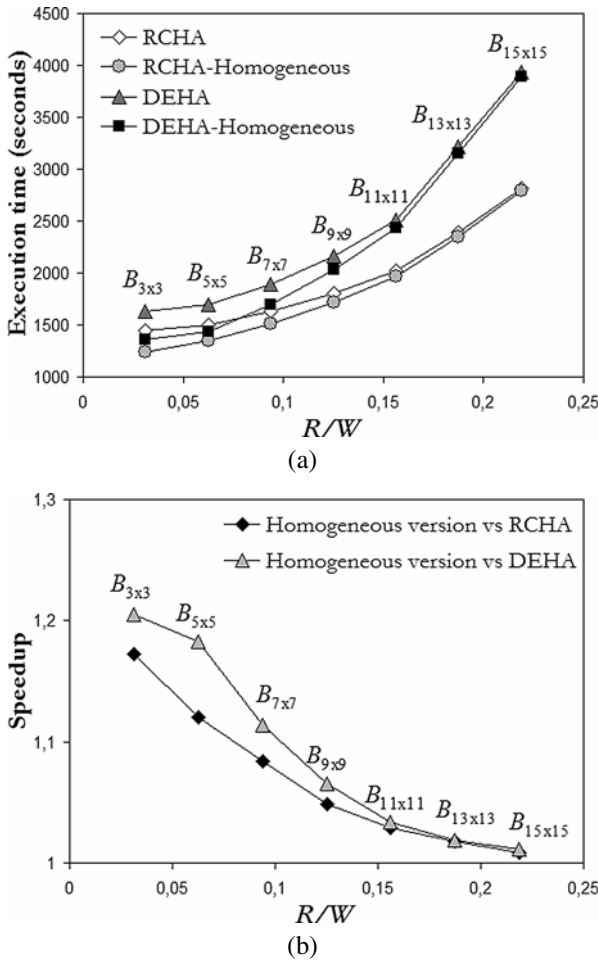 RCHA
RCHA-Homogeneous
DEHA
DEHA-Homogeneous
Execution time (seconds)
4000
3500
3000
2500
2000
1500
1000
B3x3
B5x5
B7x7
B9x9
B11x11
B13x13
B15x15
0
0,05
0,1
0,15
0,2
0,25
R/W
(a)
Homogeneous version vs RCHA
Homogeneous version vs DEHA
Speedup
1,3
1,2
1,1
1
B3x3
B5x5
B7x7
B9x9
B11x11
B13x13
B15x15
0
0,05
0,1
0,15
0,2
0,25
R/W
(b)